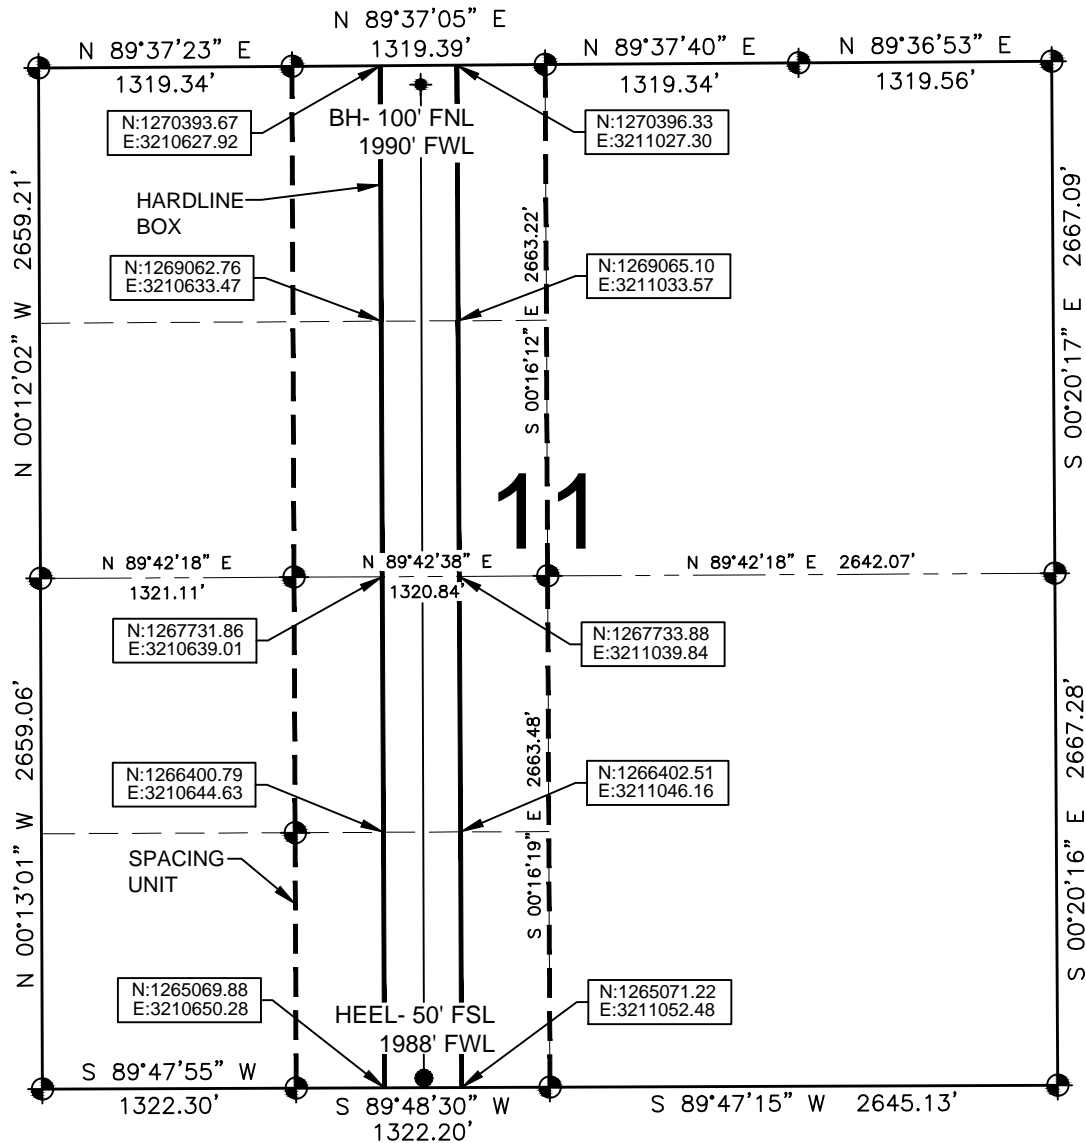 N 89°37'05" E
N 89°37'23" E
1319.39'
N 89°37'40" E
N 89°36'53" E
1319.34'
1319.34'
1319.56'
N:1270393.67
E:3210627.92
BH- 100' FNL
1990' FWL
N:1270396.33
E:3211027.30
HARDLINE
BOX
N 00°12'02" W 2659.21'
S 00°16'12" E 2663.22'
S 00°20'17" E 2667.09'
N:1269062.76
E:3210633.47
N:1269065.10
E:3211033.57
11
N 89°42'18" E
1321.11'
N 89°42'38" E
1320.84'
N 89°42'18" E 2642.07'
N:1267731.86
E:3210639.01
N:1267733.88
E:3211039.84
N 00°13'01" W 2659.06'
S 00°16'19" E 2663.48'
S 00°20'16" E 2667.28'
N:1266400.79
E:3210644.63
N:1266402.51
E:3211046.16
SPACING
UNIT
N:1265069.88
E:3210650.28
HEEL- 50' FSL
1988' FWL
N:1265071.22
E:3211052.48
S 89°47'55" W
1322.30'
S 89°48'30" W
1322.20'
S 89°47'15" W 2645.13'